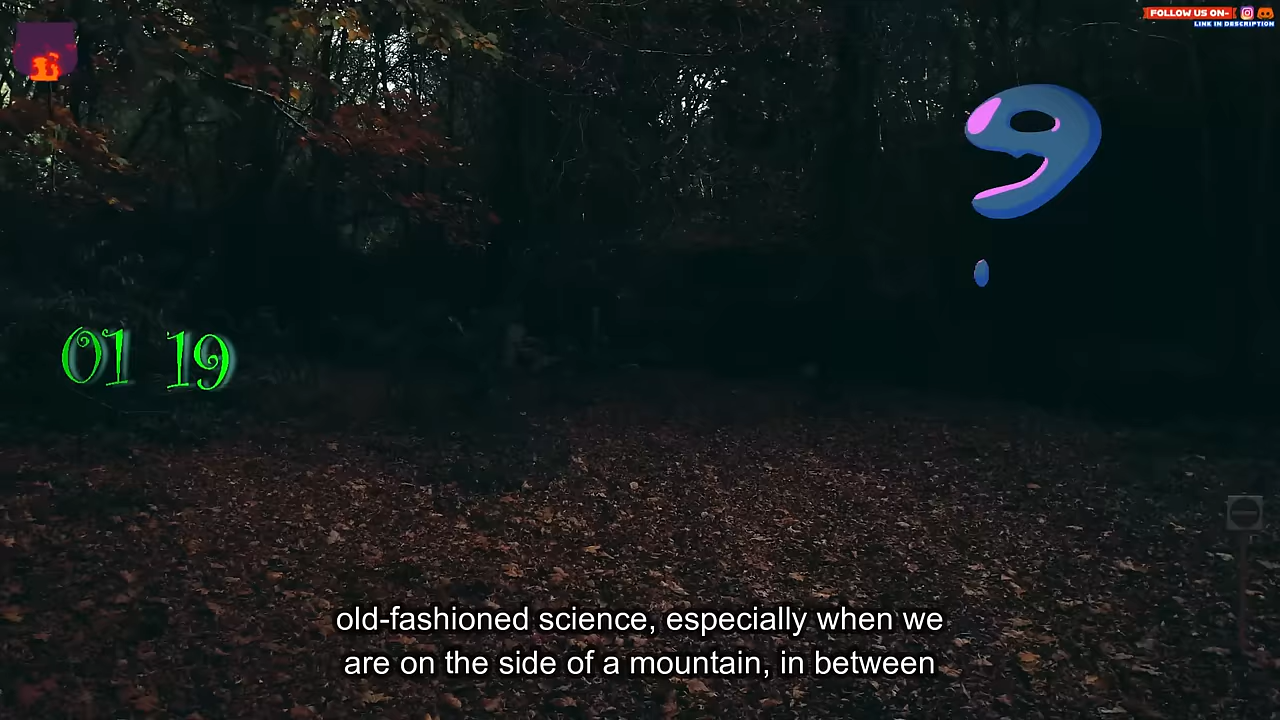 FOLLOW US ON-
LINK IN DESCRIPTION
9
01 19
old-fashioned science, especially when we
are on the side of a mountain, in between